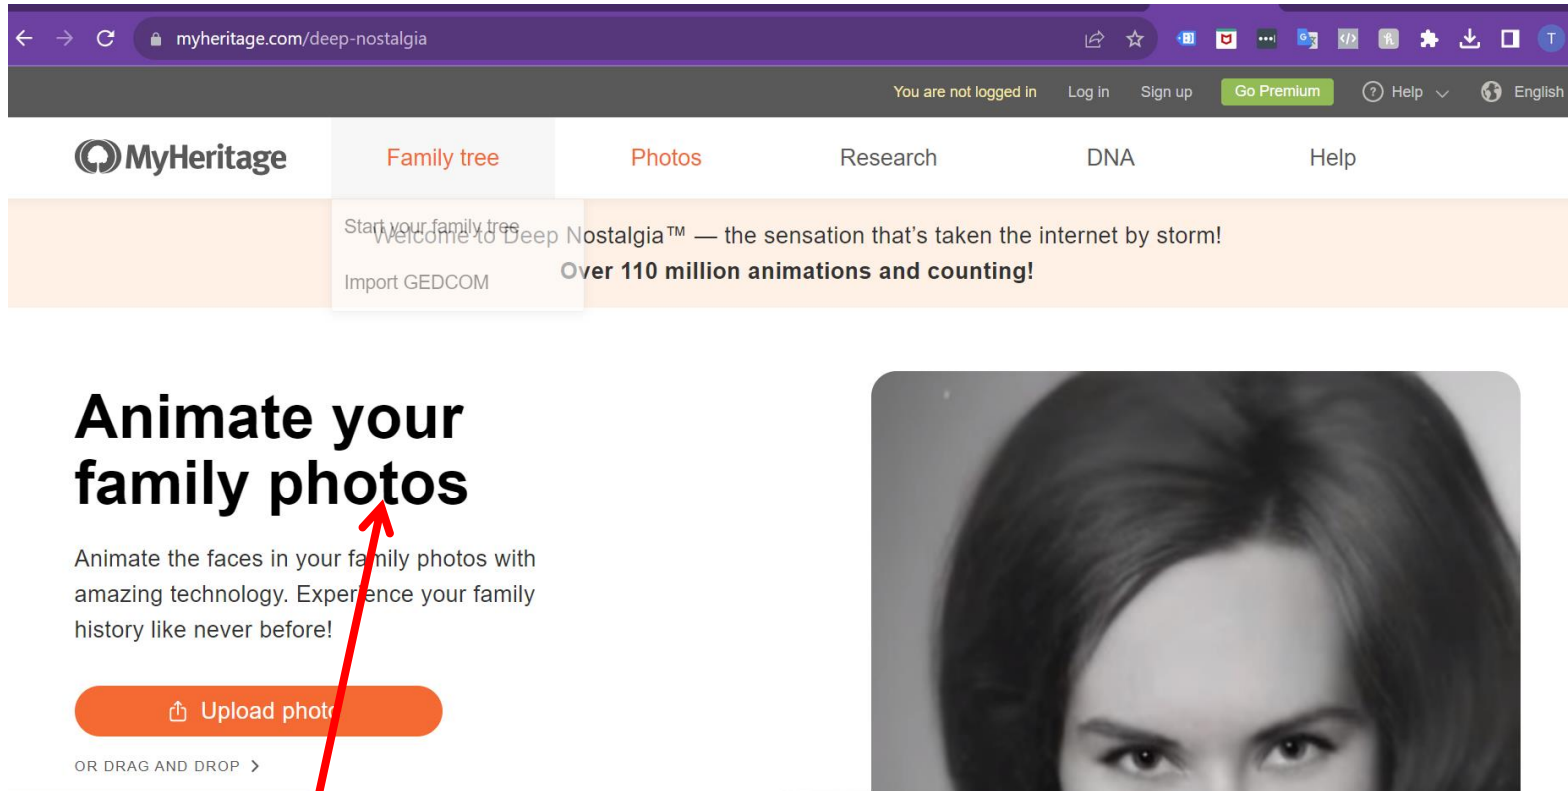 myheritage.com/deep-nostalgia
T
You are not logged in Log in Sign up Go Premium ? Help English
MyHeritage Family tree Photos Research DNA Help
Start your family tree
Import GEDCOM
Welcome to Deep Nostalgia™ — the sensation that's taken the internet by storm!
Over 110 million animations and counting!
Animate your
family photos
Animate the faces in your family photos with
amazing technology. Experience your family
history like never before!
Upload photo
OR DRAG AND DROP >